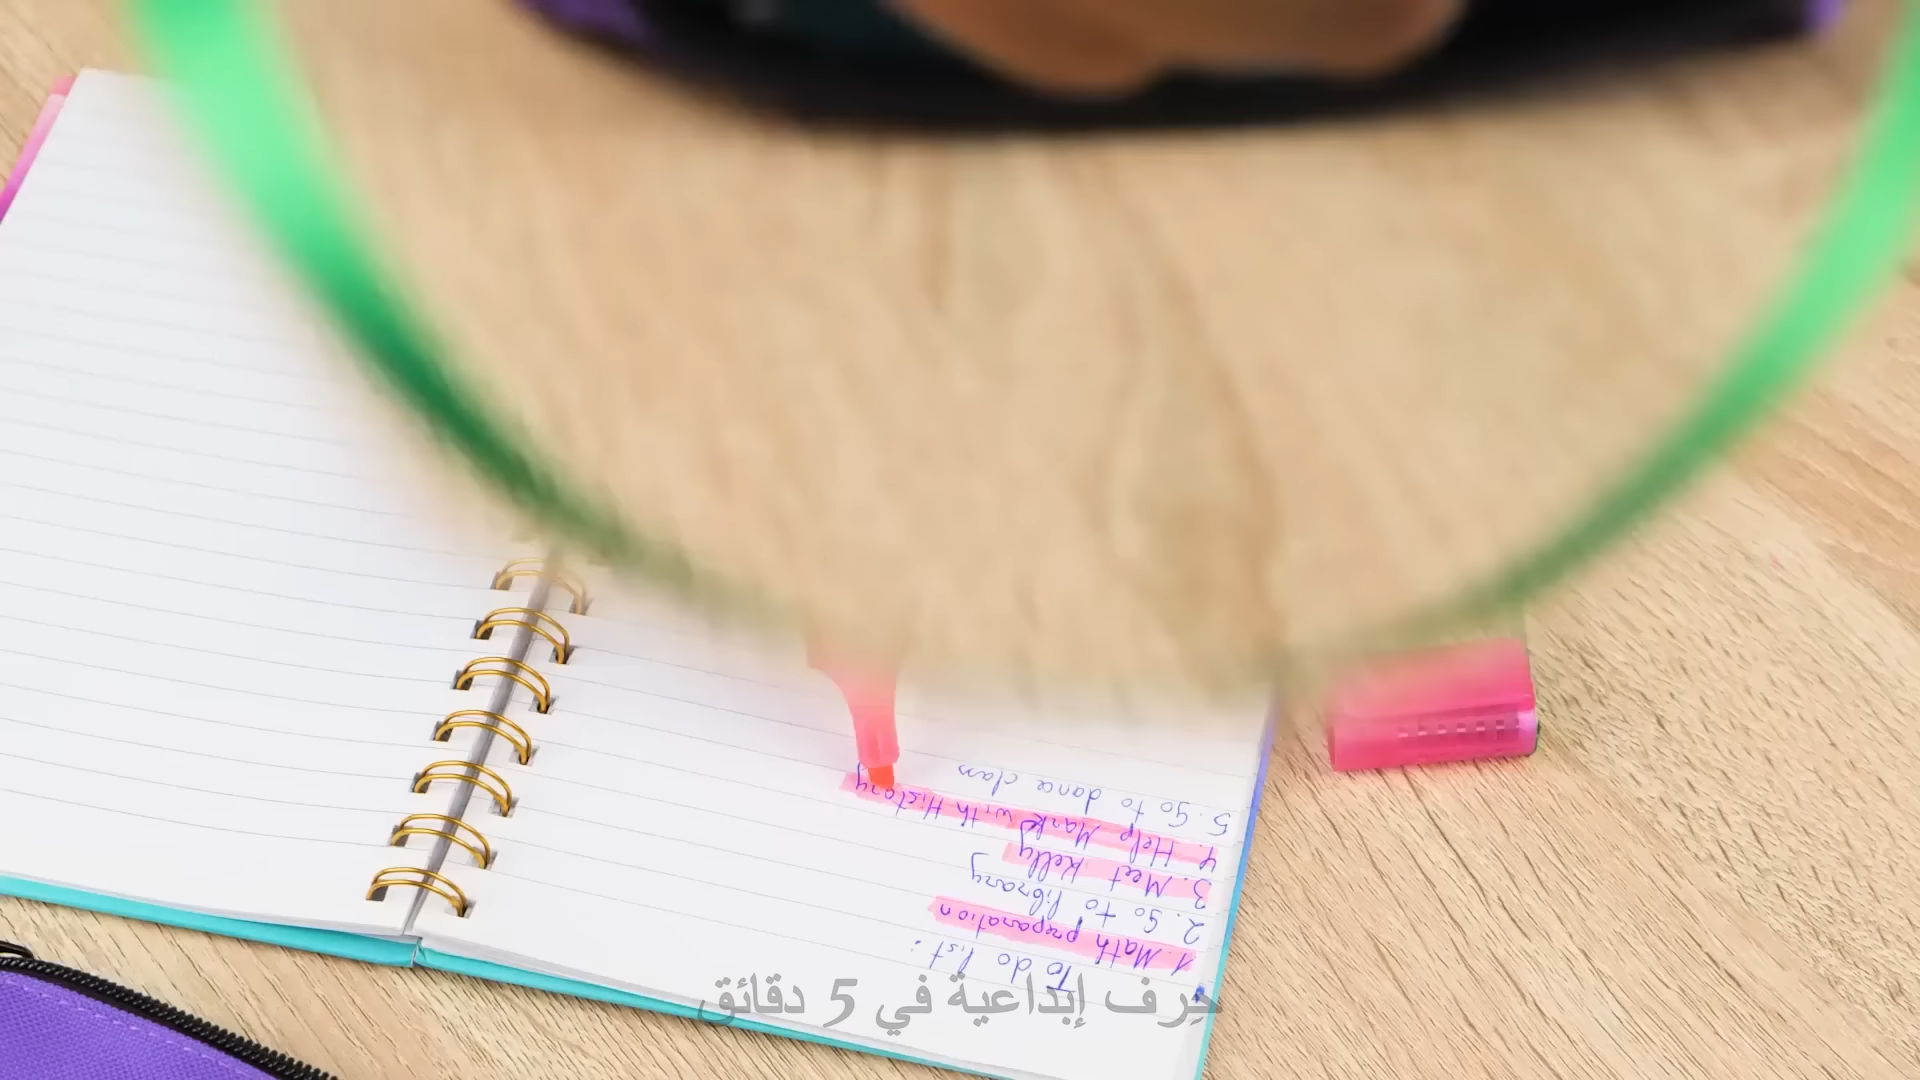 To do list:
1. Math preparation
2. Go to library
3. Meet Kelly
4. Help Mark with History
5. Go to dance class
حِرف إبداعية في 5 دقائق